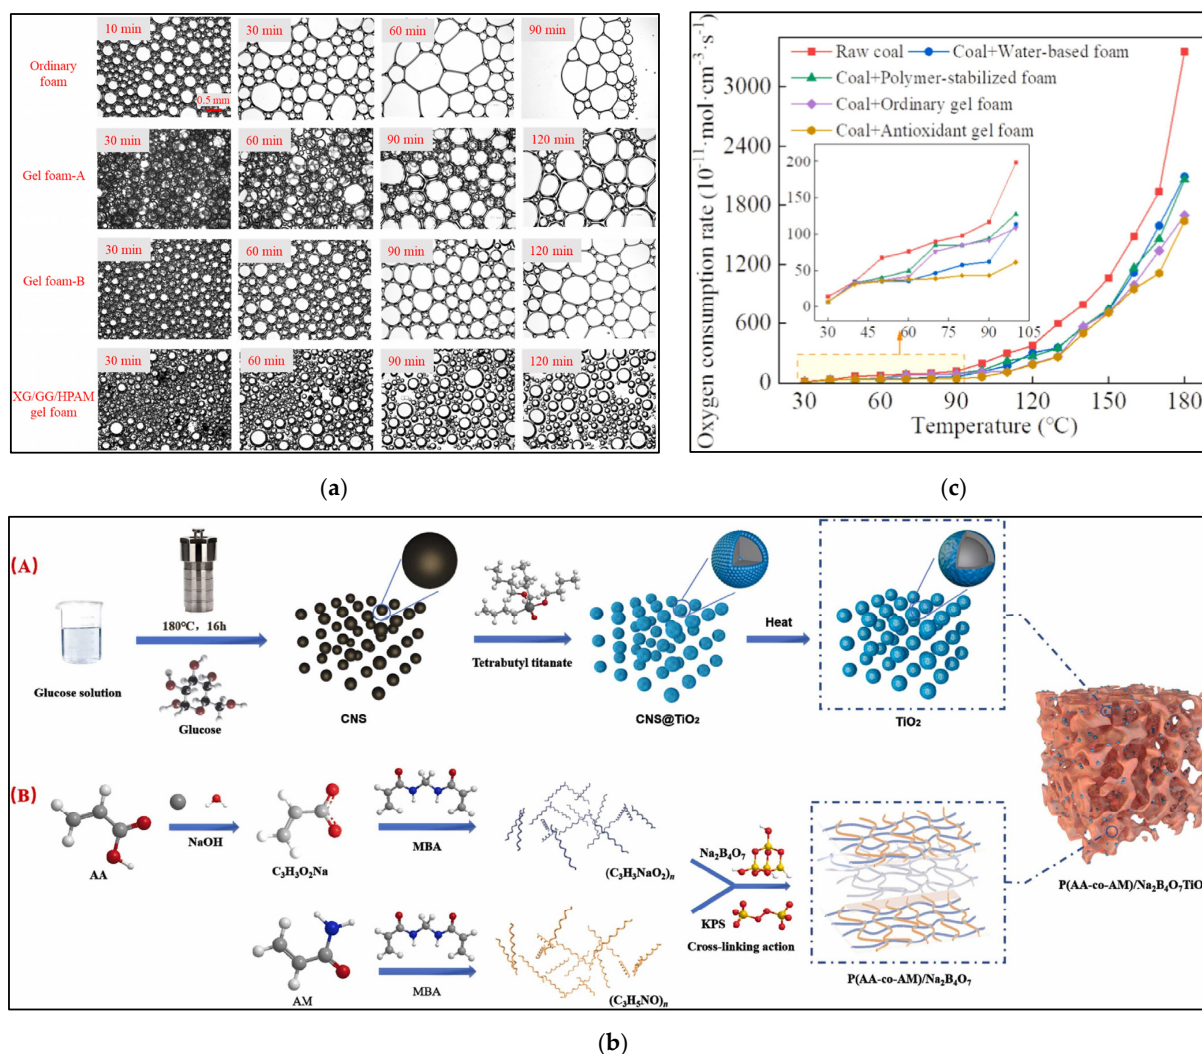 10 min
30 min
60 min
90 min
Ordinary
foam
0.5 mm
30 min
60 min
90 min
120 min
Gel foam-A
30 min
60 min
90 min
120 min
Gel foam-B
30 min
60 min
90 min
120 min
XG/GG/HPAM
gel foam
(a)
Oxygen consumption rate (10⁻¹¹·mol·cm⁻³·s⁻¹)
Raw coal
Coal+Water-based foam
Coal+Polymer-stabilized foam
Coal+Ordinary gel foam
Coal+Antioxidant gel foam
3000
2400
1800
1200
600
0
200
150
100
50
0
30 45 60 75 90 105
30 60 90 120 150 180
Temperature (°C)
(c)
(A)
180℃, 16h
Glucose solution
Glucose
CNS
Tetrabutyl titanate
CNS@TiO₂
Heat
TiO₂
(B)
AA
NaOH
C₃H₃O₂Na
MBA
(C₃H₃NaO₂)ₙ
AM
MBA
(C₃H₅NO)ₙ
Na₂B₄O₇
KPS
Cross-linking action
P(AA-co-AM)/Na₂B₄O₇
P(AA-co-AM)/Na₂B₄O₇TiO
(b)